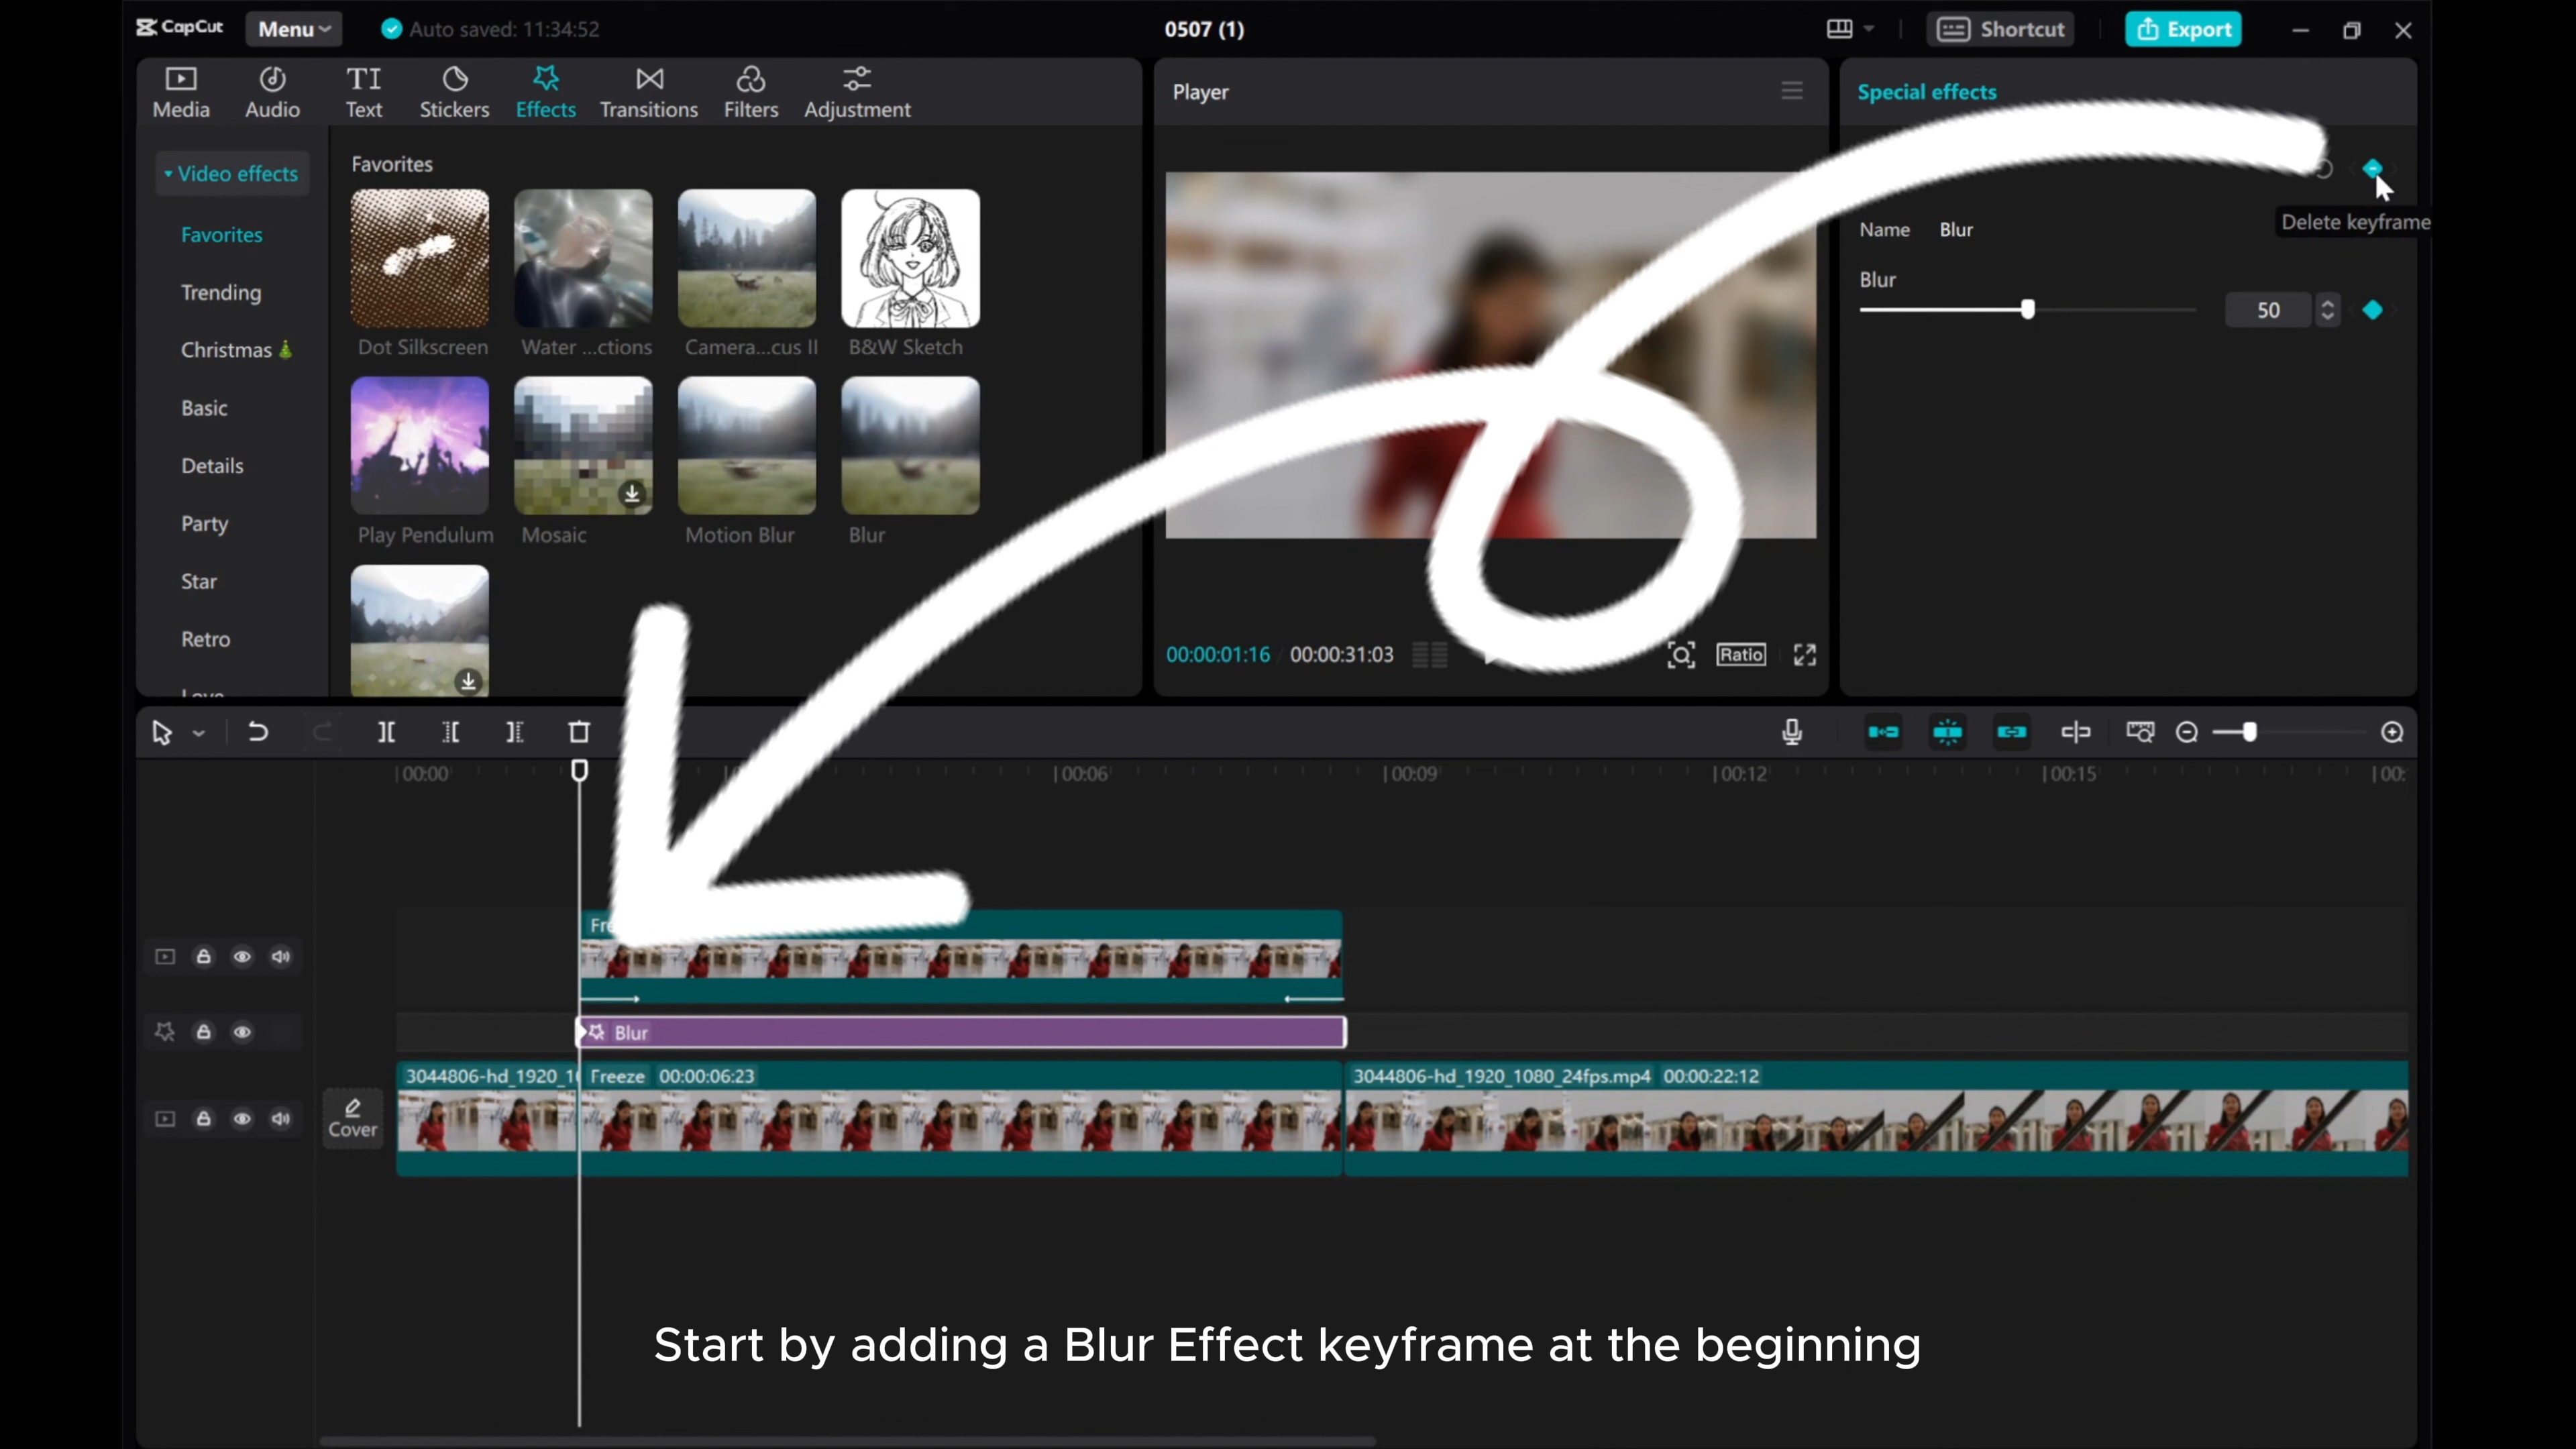 CapCut
Menu
Auto saved: 11:34:52
0507 (1)
Shortcut
Export
Media
Audio
TI
Text
Stickers
Effects
Transitions
Filters
Adjustment
Player
Special effects
Video effects
Favorites
Trending
Christmas
Basic
Details
Party
Star
Retro
Love
Favorites
Dot Silkscreen
Water ...ctions
Camera...cus II
B&W Sketch
Play Pendulum
Mosaic
Motion Blur
Blur
00:00:01:16
00:00:31:03
Ratio
Delete keyframe
Name
Blur
Blur
50
00:00
00:06
00:09
00:12
00:15
00:
Blur
Cover
3044806-hd_1920_1
Freeze 00:00:06:23
3044806-hd_1920_1080_24fps.mp4 00:00:22:12
Start by adding a Blur Effect keyframe at the beginning